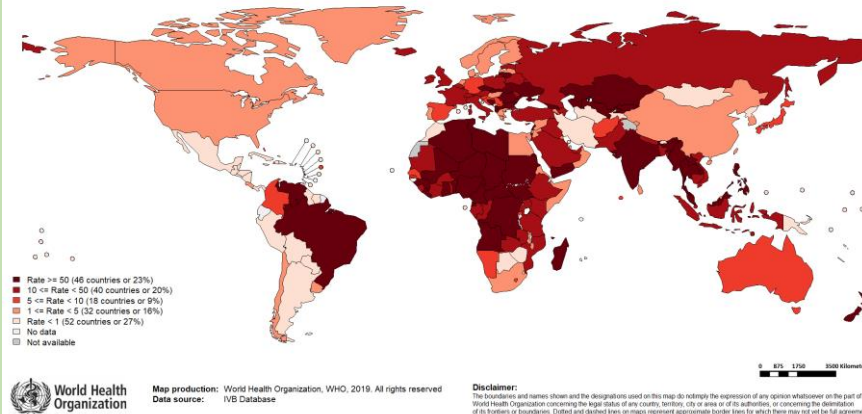 Rate >= 50 (46 countries or 23%)
10 <= Rate < 50 (40 countries or 20%)
5 <= Rate < 10 (18 countries or 9%)
1 <= Rate < 5 (32 countries or 16%)
Rate < 1 (52 countries or 27%)
No data
Not available
0 875 1750 3500 Kilomet
World Health
Organization
Map production: World Health Organization, WHO, 2019. All rights reserved
Data source: IVB Database
Disclaimer:
The boundaries and names shown and the designations used on this map do notimply the expression of any opinion whatsoever on the part of
World Health Organization concerning the legal status of any country, territory, city or area or of its authorities, or concerning the delimitation
of its frontiers or boundaries. Dotted and dashed lines on maps represent approximate border lines for which there may not yet be full agreem